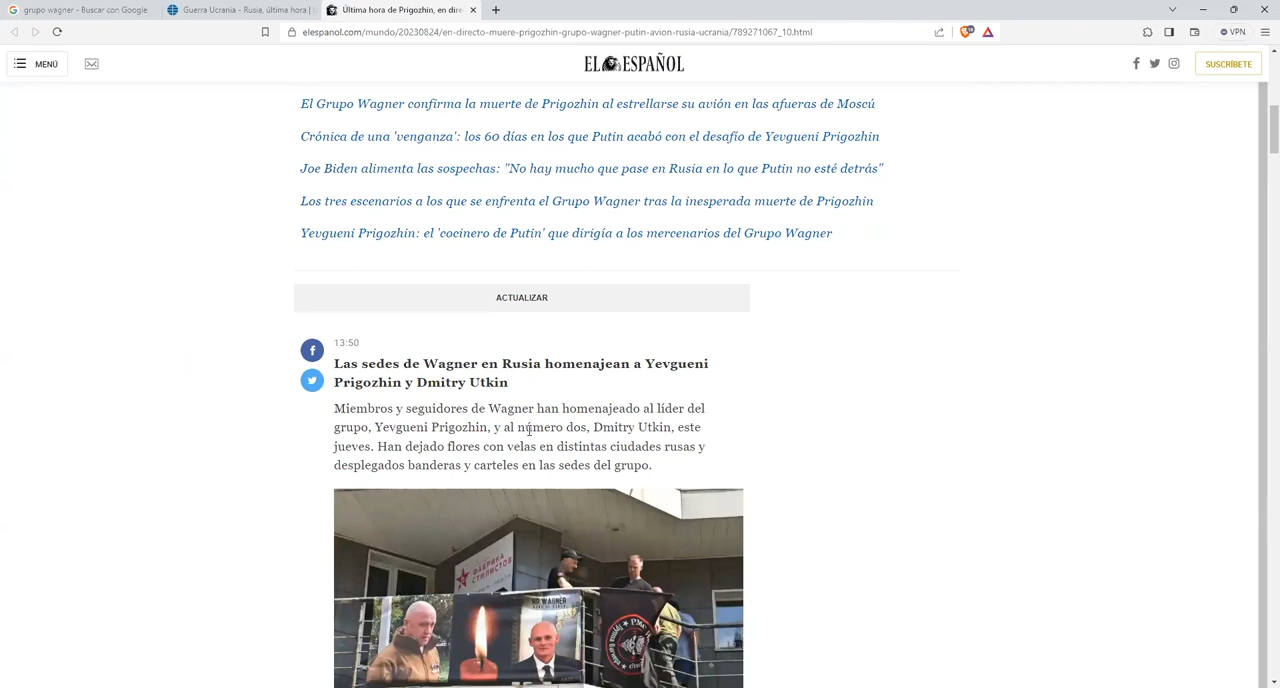 grupo wagner - Buscar con Google
Guerra Ucrania - Rusia, última hora |
Última hora de Prigozhin, en dire
elespanol.com/mundo/20230824/en-directo-muere-prigozhin-grupo-wagner-putin-avion-rusia-ucrania/789271067_10.html
VPN
MENÚ
EL ESPAÑOL
SUSCRÍBETE
El Grupo Wagner confirma la muerte de Prigozhin al estrellarse su avión en las afueras de Moscú
Crónica de una 'venganza': los 60 días en los que Putin acabó con el desafío de Yevgueni Prigozhin
Joe Biden alimenta las sospechas: "No hay mucho que pase en Rusia en lo que Putin no esté detrás"
Los tres escenarios a los que se enfrenta el Grupo Wagner tras la inesperada muerte de Prigozhin
Yevgueni Prigozhin: el 'cocinero de Putin' que dirigía a los mercenarios del Grupo Wagner
ACTUALIZAR
13:50
Las sedes de Wagner en Rusia homenajean a Yevgueni
Prigozhin y Dmitry Utkin
Miembros y seguidores de Wagner han homenajeado al líder del
grupo, Yevgueni Prigozhin, y al número dos, Dmitry Utkin, este
jueves. Han dejado flores con velas en distintas ciudades rusas y
desplegados banderas y carteles en las sedes del grupo.
ФАБРИКА
СТИЛИСТОВ
WAGNER
PMC